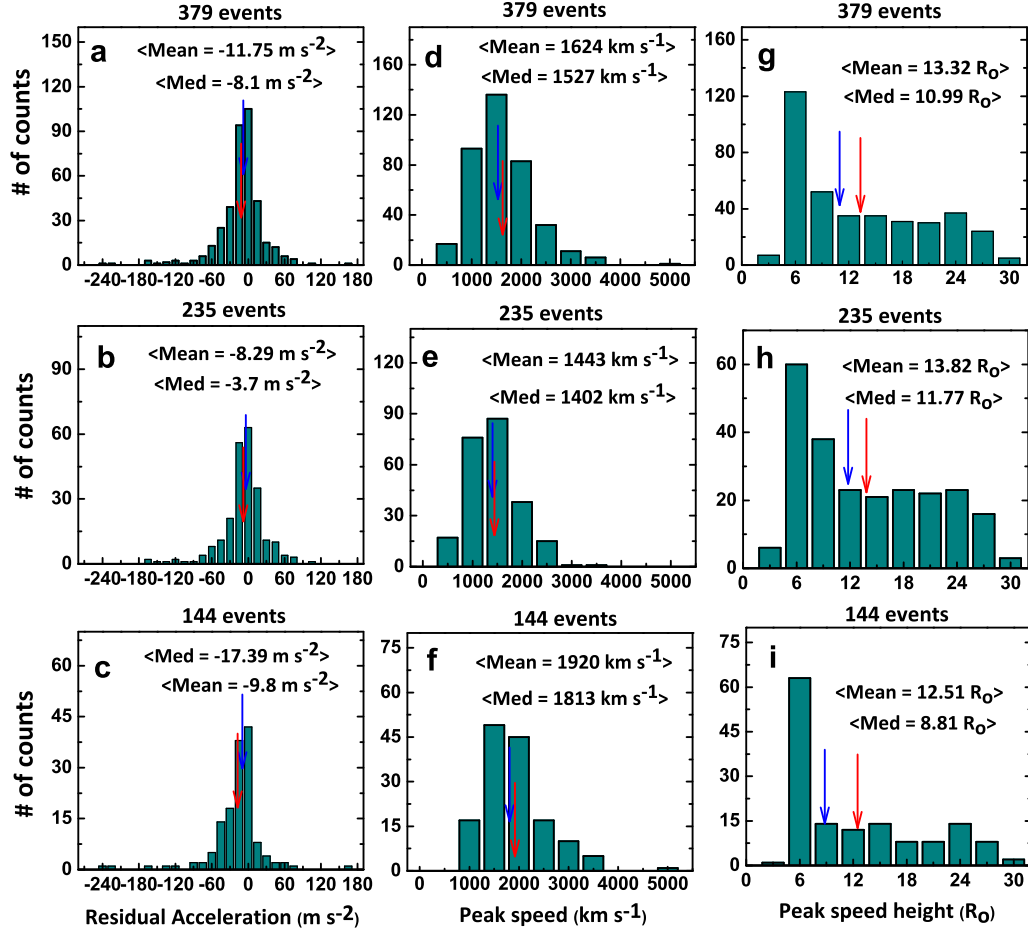 379 events
a
<Mean = -11.75 m s-2>
<Med = -8.1 m s-2>
# of counts
150
120
90
60
30
0
-240 -180 -120 -60 0 60 120 180
379 events
d
<Mean = 1624 km s-1>
<Med = 1527 km s-1>
160
120
80
40
0
0 1000 2000 3000 4000 5000
379 events
g
<Mean = 13.32 Ro>
<Med = 10.99 Ro>
160
120
80
40
0
0 6 12 18 24 30
235 events
b
<Mean = -8.29 m s-2>
<Med = -3.7 m s-2>
# of counts
90
60
30
0
-240 -180 -120 -60 0 60 120 180
235 events
e
<Mean = 1443 km s-1>
<Med = 1402 km s-1>
120
90
60
30
0
0 1000 2000 3000 4000 5000
235 events
h
<Mean = 13.82 Ro>
<Med = 11.77 Ro>
60
40
20
0
0 6 12 18 24 30
144 events
c
<Med = -17.39 m s-2>
<Mean = -9.8 m s-2>
# of counts
60
45
30
15
0
-240 -180 -120 -60 0 60 120 180
Residual Acceleration (m s-2)
144 events
f
<Mean = 1920 km s-1>
<Med = 1813 km s-1>
75
60
45
30
15
0
0 1000 2000 3000 4000 5000
Peak speed (km s-1)
144 events
i
<Mean = 12.51 Ro>
<Med = 8.81 Ro>
75
60
45
30
15
0
0 6 12 18 24 30
Peak speed height (Ro)